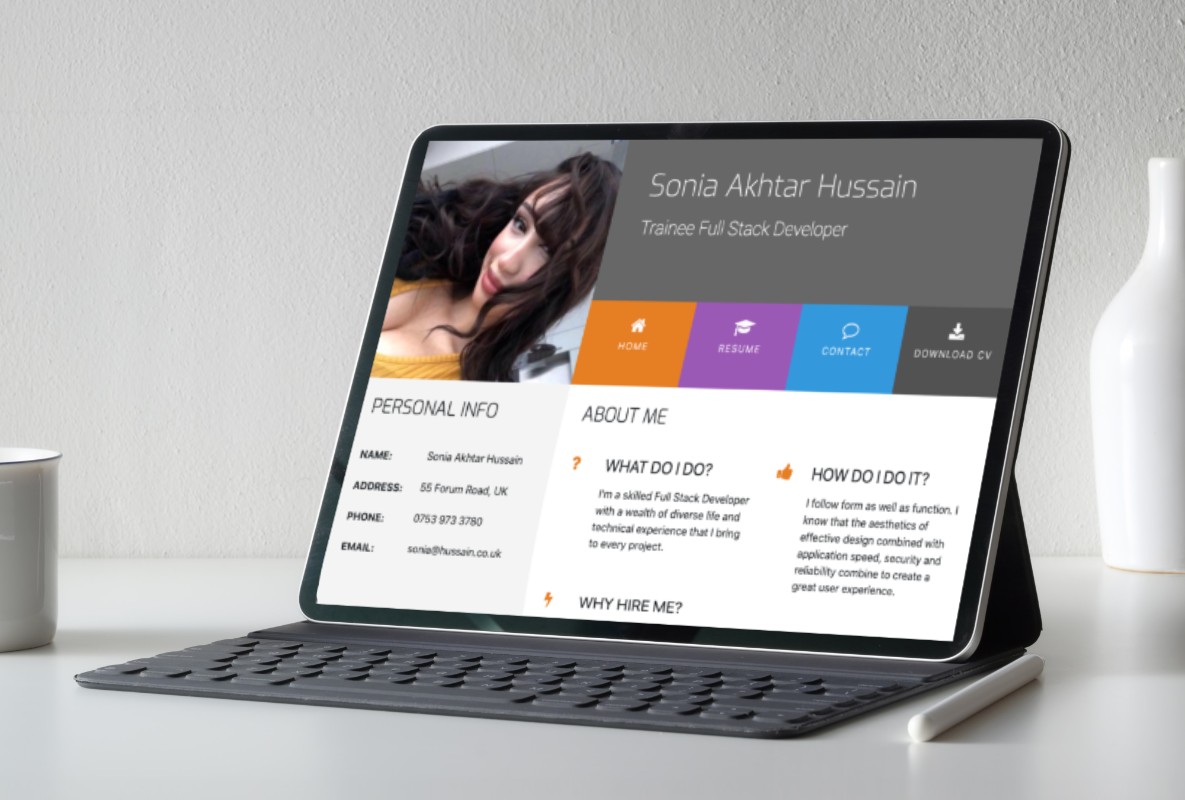 Sonia Akhtar Hussain
Trainee Full Stack Developer
HOME
RESUME
CONTACT
DOWNLOAD CV
PERSONAL INFO
NAME: Sonia Akhtar Hussain
ADDRESS: 55 Forum Road, UK
PHONE: 0753 973 3780
EMAIL: sonia@hussain.co.uk
ABOUT ME
? WHAT DO I DO?
I'm a skilled Full Stack Developer
with a wealth of diverse life and
technical experience that I bring
to every project.
HOW DO I DO IT?
I follow form as well as function. I
know that the aesthetics of
effective design combined with
application speed, security and
reliability combine to create a
great user experience.
WHY HIRE ME?